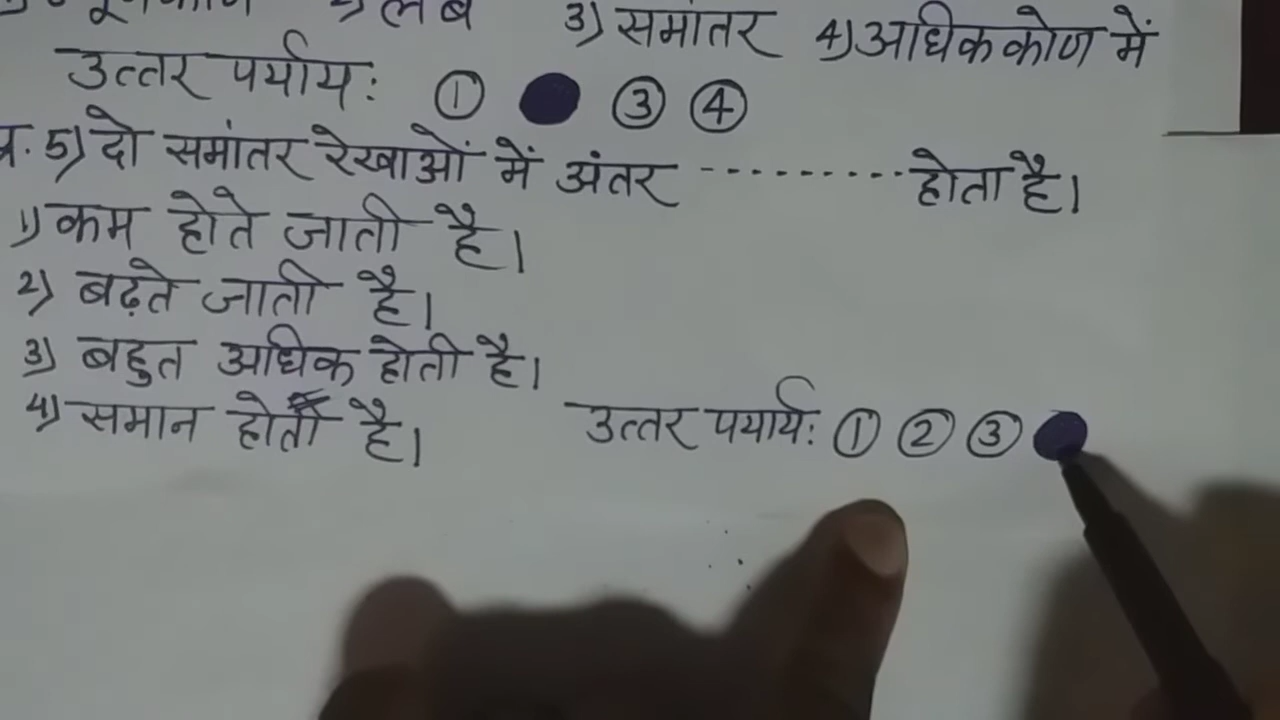 2) लंब 3) समांतर 4) अधिककोण में
उत्तर पर्याय: ① ③ ④
प्र. 5) दो समांतर रेखाओं में अंतर --------- होता है।
1) कम होते जाती है।
2) बढ़ते जाती है।
3) बहुत अधिक होती है।
4) समान होती है। उत्तर पर्याय: ① ② ③